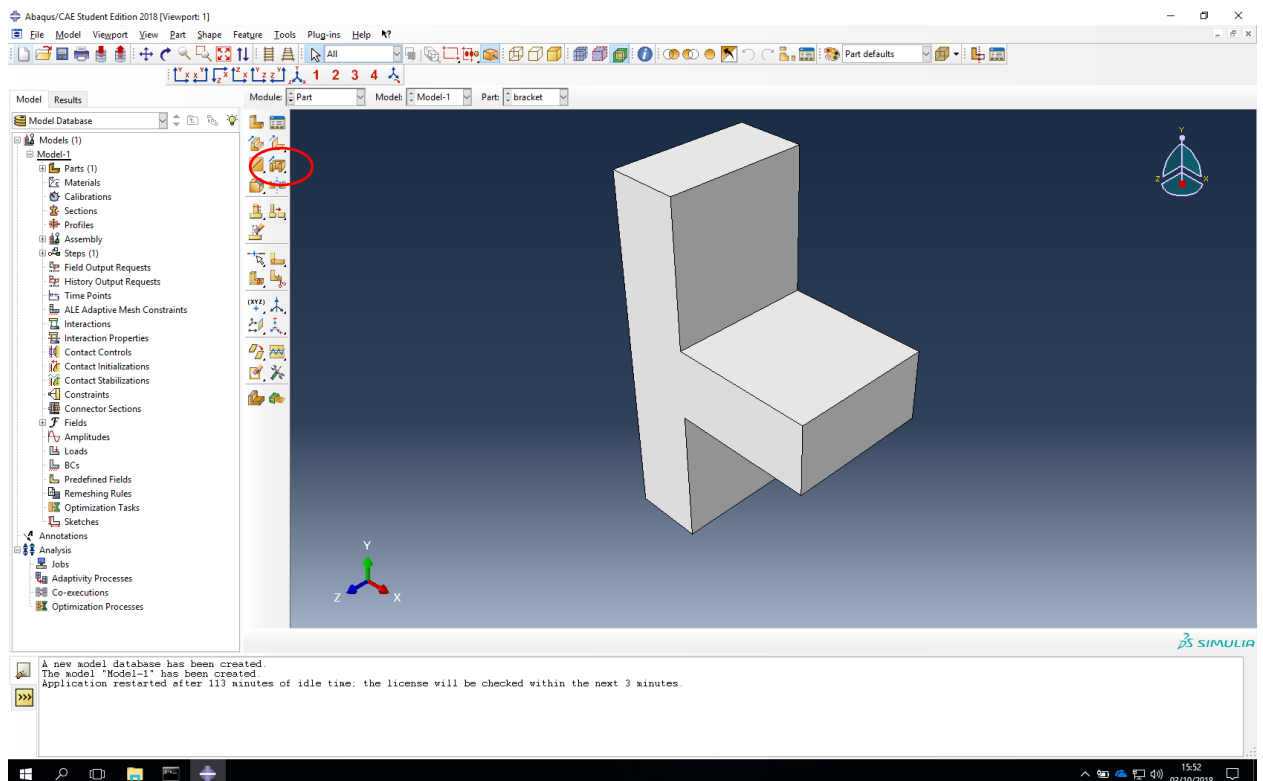 Abaqus/CAE Student Edition 2018 [Viewport: 1]
File Model Viewport View Part Shape Feature Tools Plug-ins Help
All
Part defaults
1 2 3 4
Model Results
Module: Part Model: Model-1 Part: bracket
Model Database
Models (1)
Model-1
Parts (1)
Materials
Calibrations
Sections
Profiles
Assembly
Steps (1)
Field Output Requests
History Output Requests
Time Points
ALE Adaptive Mesh Constraints
Interactions
Interaction Properties
Contact Controls
Contact Initializations
Contact Stabilizations
Constraints
Connector Sections
Fields
Amplitudes
Loads
BCs
Predefined Fields
Remeshing Rules
Optimization Tasks
Sketches
Annotations
Analysis
Jobs
Adaptivity Processes
Co-executions
Optimization Processes
(XYZ)
Y
Z X
Y
Z X
SIMULIA
A new model database has been created.
The model "Model-1" has been created.
Application restarted after 113 minutes of idle time; the license will be checked within the next 3 minutes.
>>>
15:52
03/10/2018